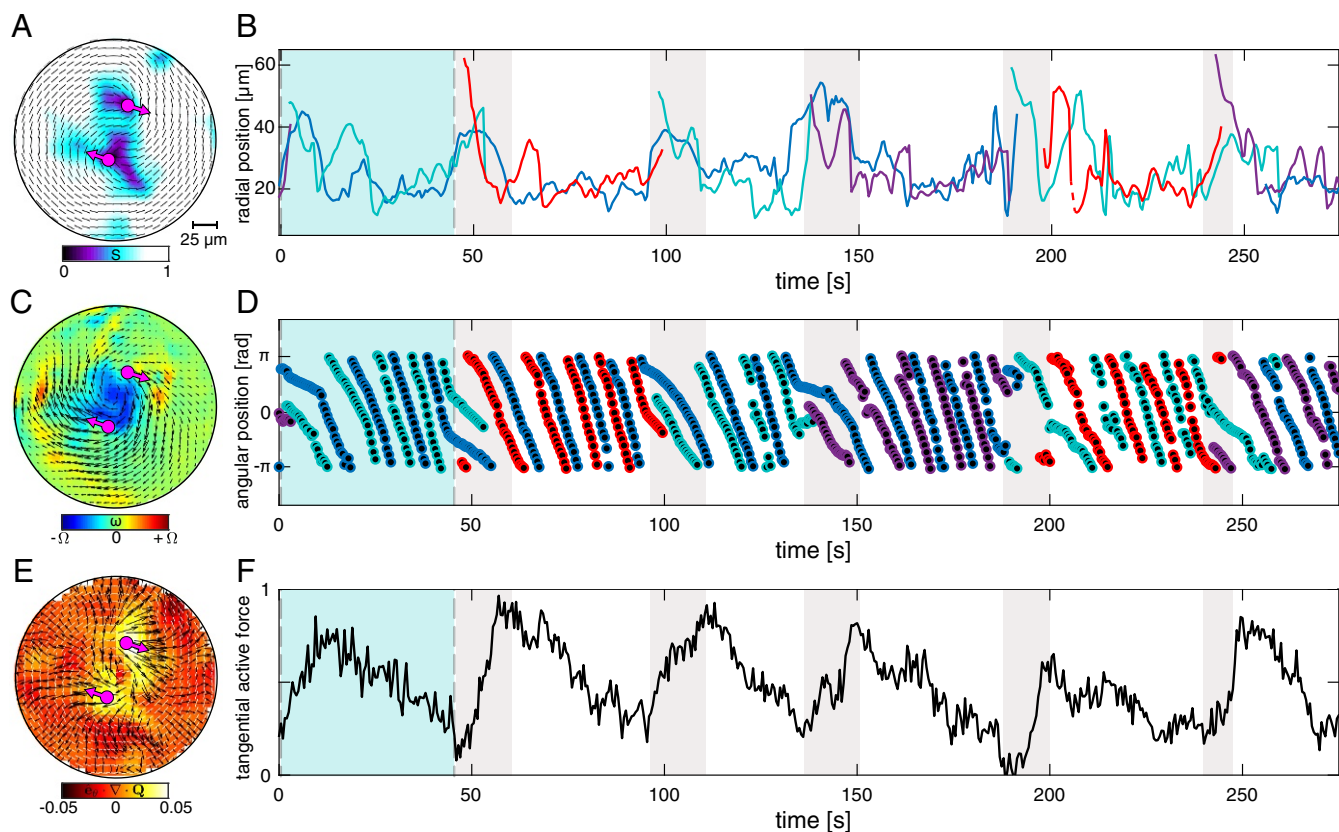 A
S
0 1
25 µm
B
radial position [µm]
60
40
20
0 50 100 150 200 250
time [s]
C
ω
-Ω 0 +Ω
D
angular position [rad]
π
0
-π
0 50 100 150 200 250
time [s]
E
e_θ · ∇ · Q
-0.05 0 0.05
F
tangential active force
1
0
0 50 100 150 200 250
time [s]